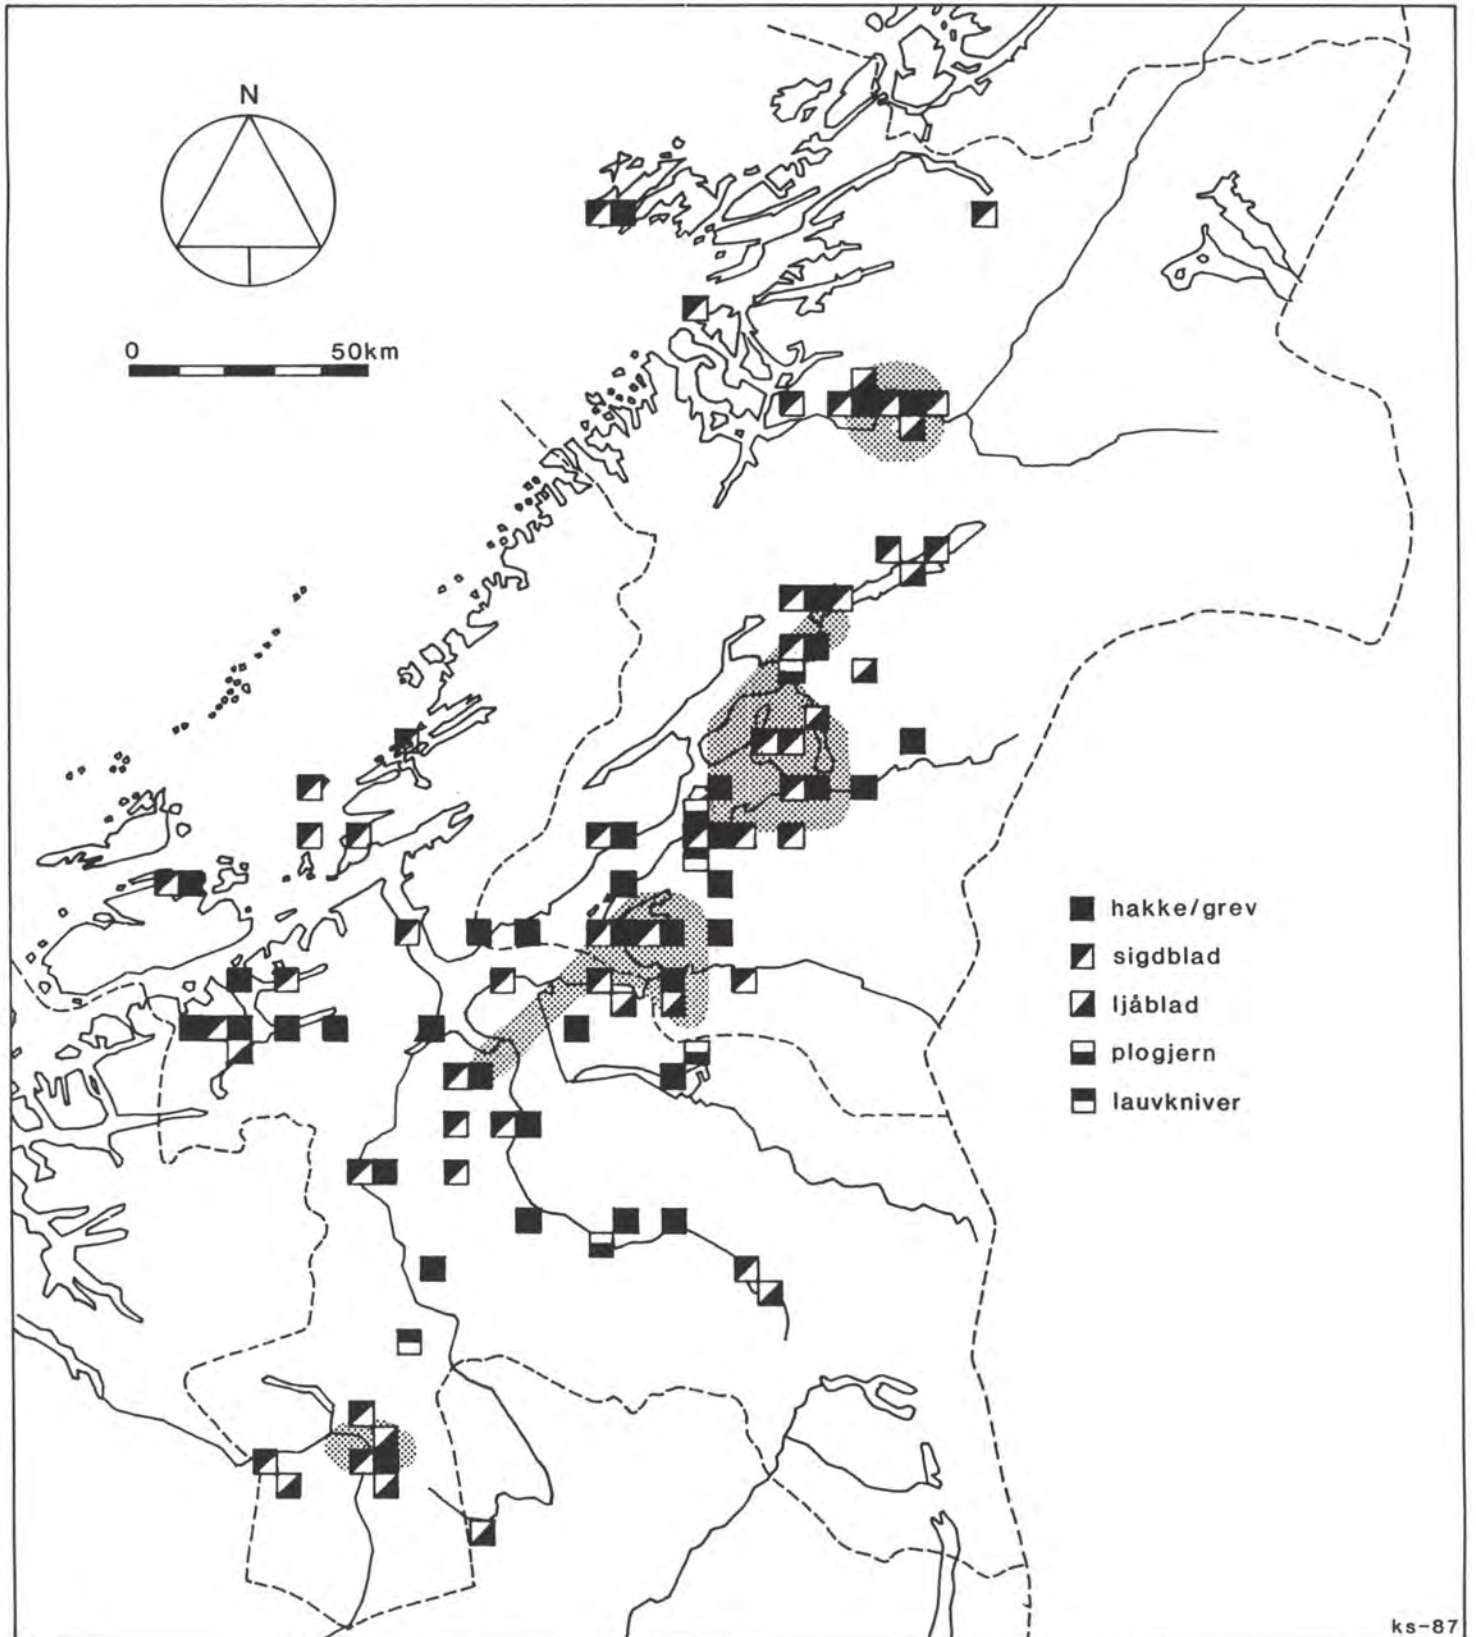 N
0 50km
hakke/grev
sigdblad
ljåblad
plogjern
lauvkniver
ks-87